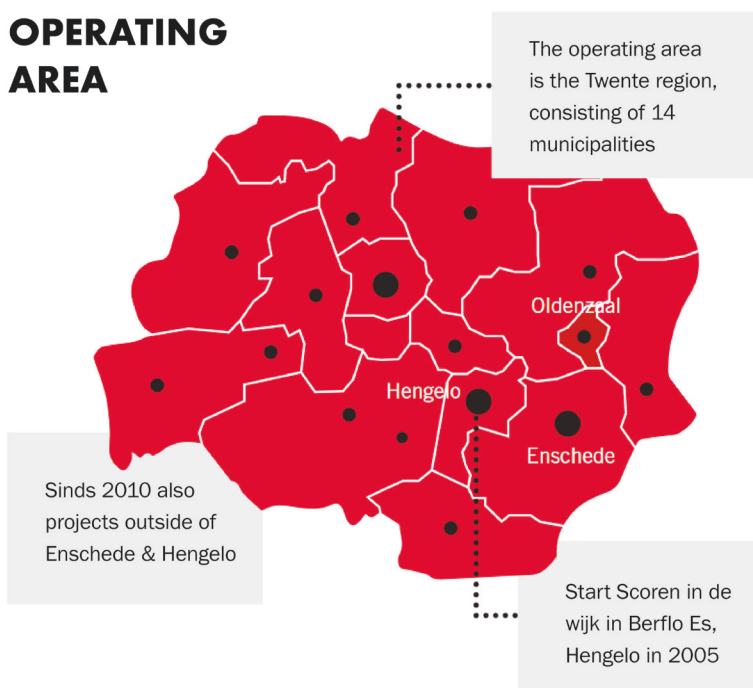 OPERATING
AREA
The operating area
is the Twente region,
consisting of 14
municipalities
Oldenzaal
Hengelo
Enschede
Sinds 2010 also
projects outside of
Enschede & Hengelo
Start Scoren in de
wijk in Berflo Es,
Hengelo in 2005